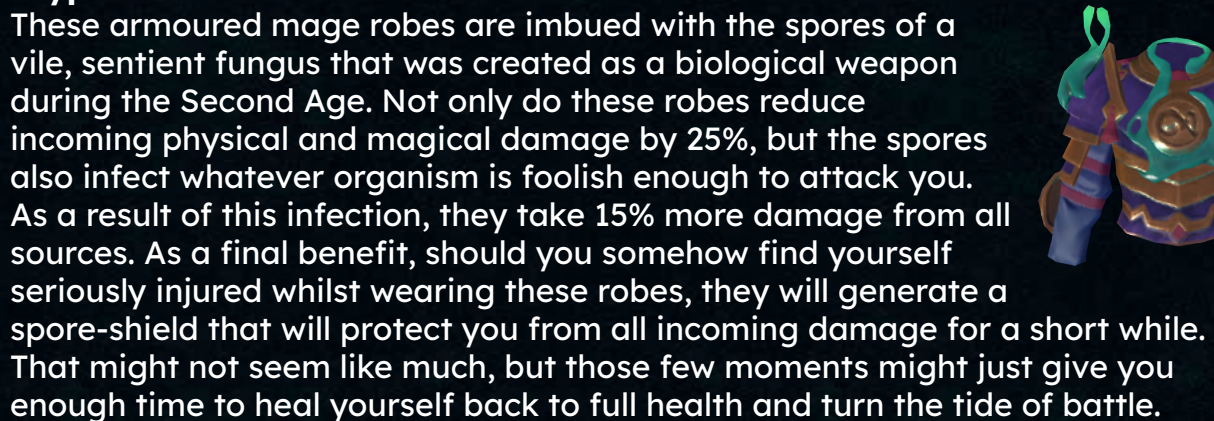 These armoured mage robes are imbued with the spores of a
vile, sentient fungus that was created as a biological weapon
during the Second Age. Not only do these robes reduce
incoming physical and magical damage by 25%, but the spores
also infect whatever organism is foolish enough to attack you.
As a result of this infection, they take 15% more damage from all
sources. As a final benefit, should you somehow find yourself
seriously injured whilst wearing these robes, they will generate a
spore-shield that will protect you from all incoming damage for a short while.
That might not seem like much, but those few moments might just give you
enough time to heal yourself back to full health and turn the tide of battle.